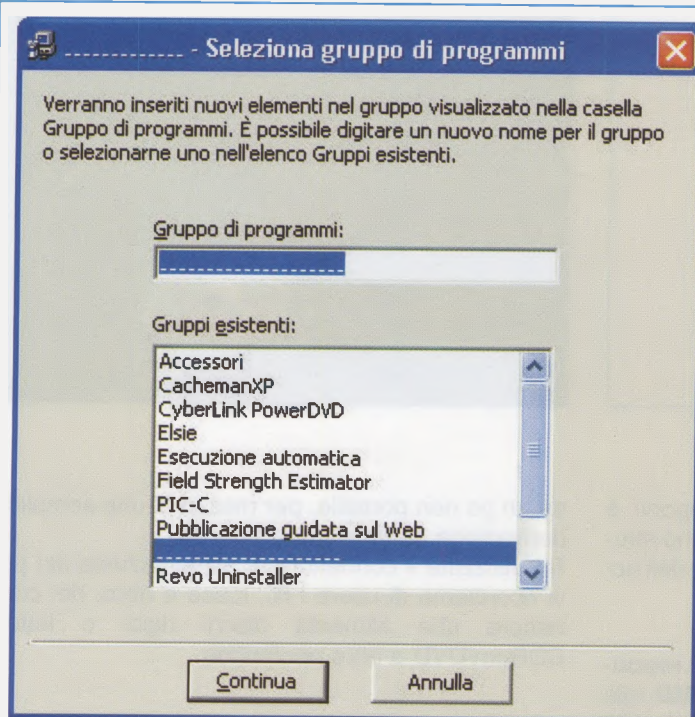 ............. - Seleziona gruppo di programmi
Verranno inseriti nuovi elementi nel gruppo visualizzato nella casella
Gruppo di programmi. È possibile digitare un nuovo nome per il gruppo
o selezionarne uno nell'elenco Gruppi esistenti.
Gruppo di programmi:
-------------------
Gruppi esistenti:
Accessori
CachemanXP
CyberLink PowerDVD
Elsie
Esecuzione automatica
Field Strength Estimator
PIC-C
Pubblicazione guidata sul Web
-------------------
Revo Uninstaller
Continua
Annulla